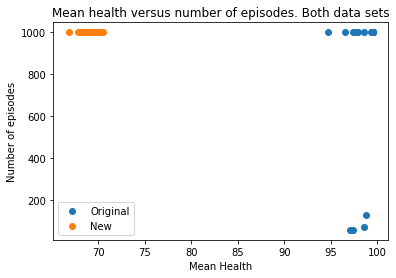 Mean health versus number of episodes. Both data sets
1000
800
600
400
200
Number of episodes
Original
New
70
75
80
85
90
95
100
Mean Health